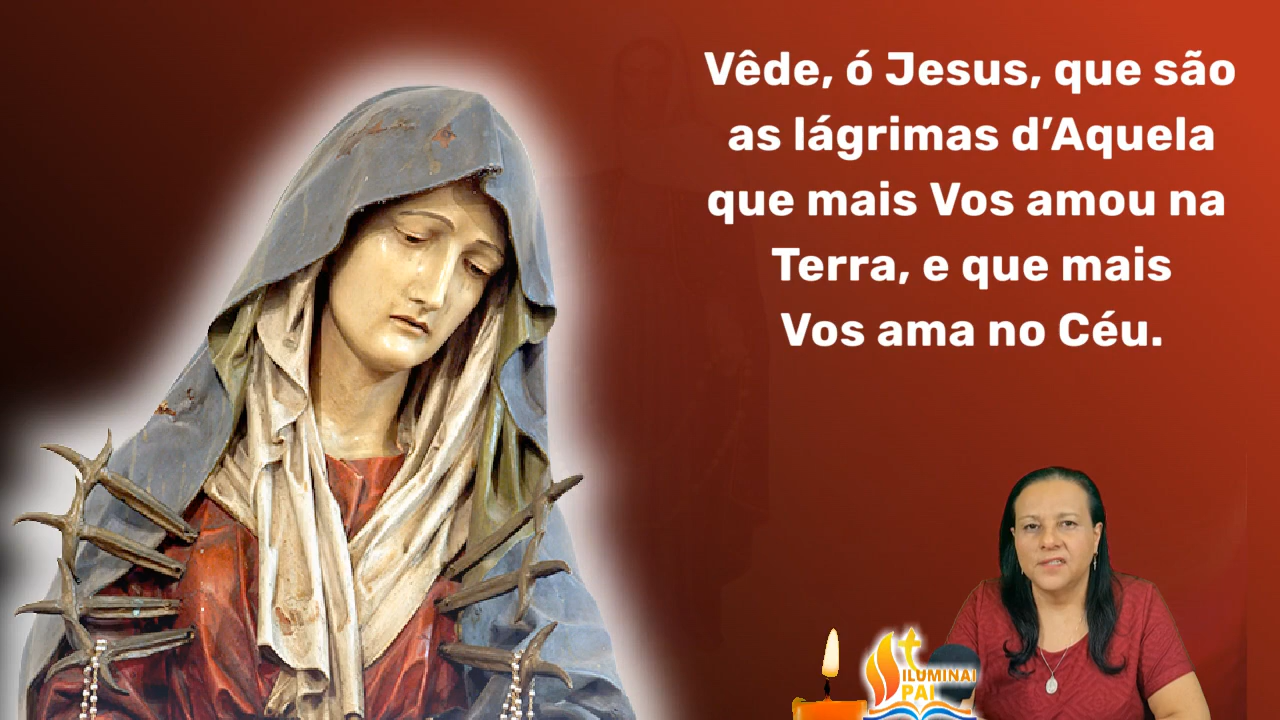 Vêde, ó Jesus, que são
as lágrimas d’Aquela
que mais Vos amou na
Terra, e que mais
Vos ama no Céu.
ILUMINAI
PAI